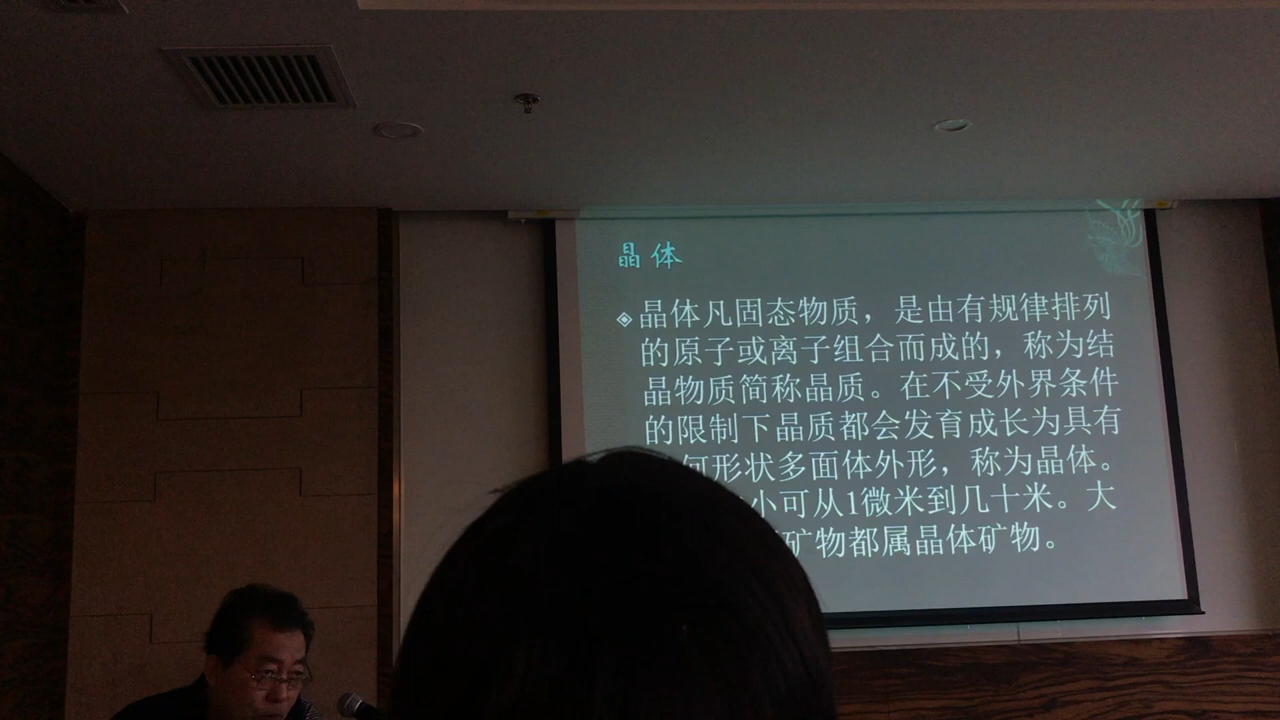 晶体
晶体凡固态物质，是由有规律排列
的原子或离子组合而成的，称为结
晶物质简称晶质。在不受外界条件
的限制下晶质都会发育成长为具有
何形状多面体外形，称为晶体。
小可从1微米到几十米。大
矿物都属晶体矿物。